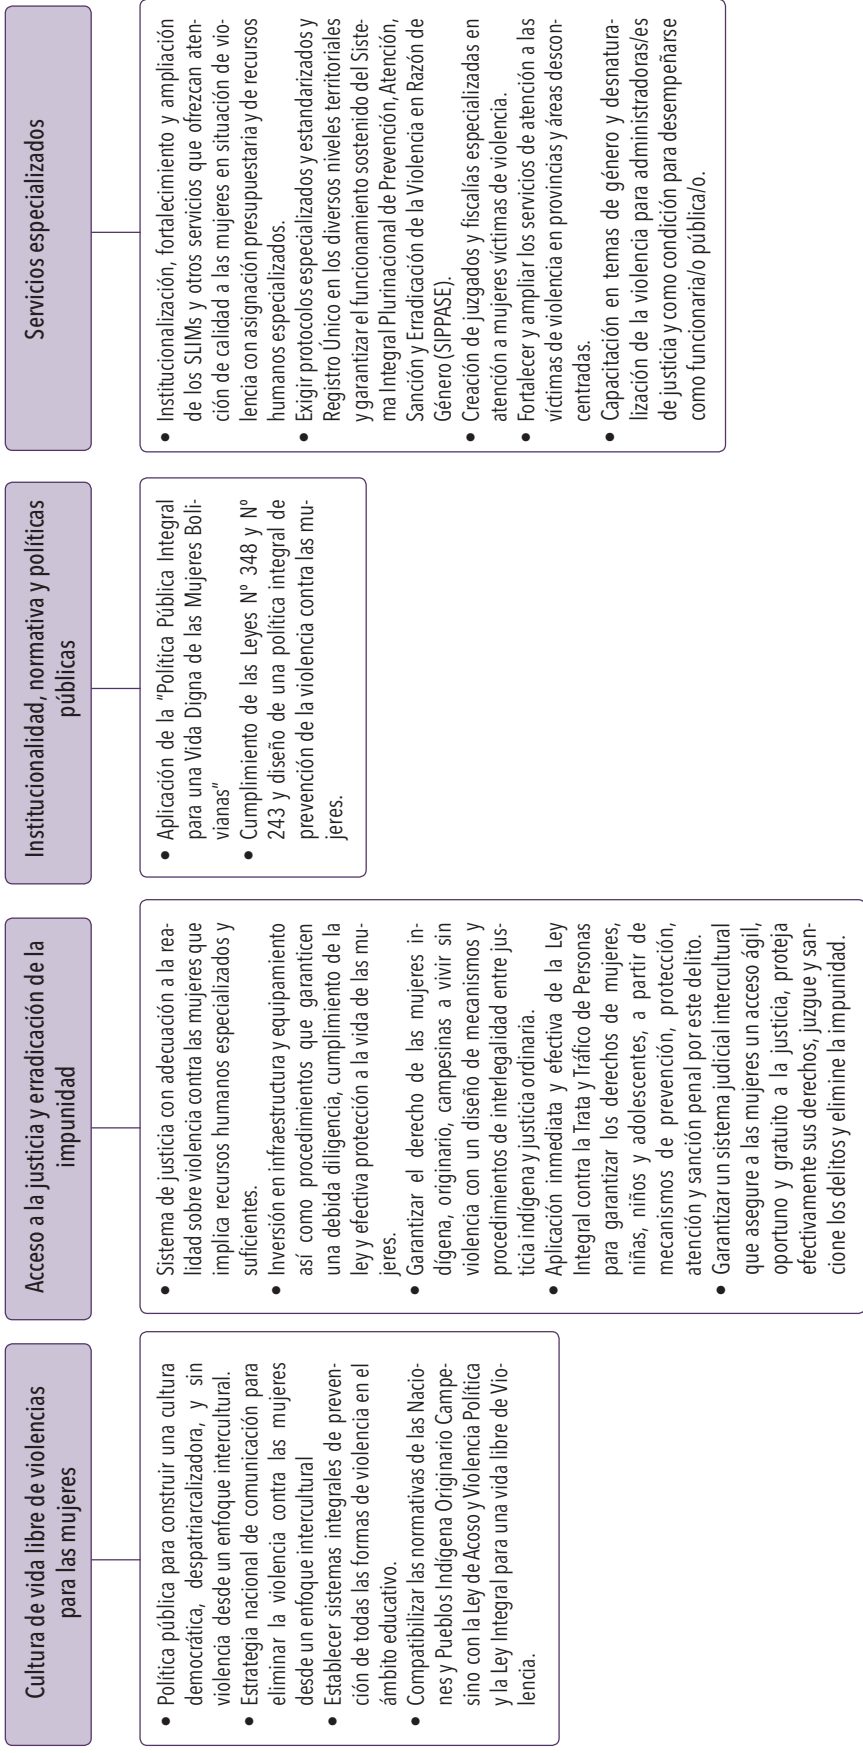 Cultura de vida libre de violencias
para las mujeres
• Política pública para construir una cultura
democrática, despatriarcalizadora, y sin
violencia desde un enfoque intercultural.
• Estrategia nacional de comunicación para
eliminar la violencia contra las mujeres
desde un enfoque intercultural
• Establecer sistemas integrales de preven-
ción de todas las formas de violencia en el
ámbito educativo.
• Compatibilizar las normativas de las Nacio-
nes y Pueblos Indígena Originario Campe-
sino con la Ley de Acoso y Violencia Política
y la Ley Integral para una vida libre de Vio-
lencia.
Acceso a la justicia y erradicación de la
impunidad
• Sistema de justicia con adecuación a la rea-
lidad sobre violencia contra las mujeres que
implica recursos humanos especializados y
suficientes.
• Inversión en infraestructura y equipamiento
así como procedimientos que garanticen
una debida diligencia, cumplimiento de la
ley y efectiva protección a la vida de las mu-
jeres.
• Garantizar el derecho de las mujeres in-
dígena, originario, campesinas a vivir sin
violencia con un diseño de mecanismos y
procedimientos de interlegalidad entre jus-
ticia indígena y justicia ordinaria.
• Aplicación inmediata y efectiva de la Ley
Integral contra la Trata y Tráfico de Personas
para garantizar los derechos de mujeres,
niñas, niños y adolescentes, a partir de
mecanismos de prevención, protección,
atención y sanción penal por este delito.
• Garantizar un sistema judicial intercultural
que asegure a las mujeres un acceso ágil,
oportuno y gratuito a la justicia, proteja
efectivamente sus derechos, juzgue y san-
cione los delitos y elimine la impunidad.
Institucionalidad, normativa y políticas
públicas
• Aplicación de la "Política Pública Integral
para una Vida Digna de las Mujeres Boli-
vianas"
• Cumplimiento de las Leyes Nº 348 y Nº
243 y diseño de una política integral de
prevención de la violencia contra las mu-
jeres.
Servicios especializados
• Institucionalización, fortalecimiento y ampliación
de los SLIMs y otros servicios que ofrezcan aten-
ción de calidad a las mujeres en situación de vio-
lencia con asignación presupuestaria y de recursos
humanos especializados.
• Exigir protocolos especializados y estandarizados y
Registro Único en los diversos niveles territoriales
y garantizar el funcionamiento sostenido del Siste-
ma Integral Plurinacional de Prevención, Atención,
Sanción y Erradicación de la Violencia en Razón de
Género (SIPPASE).
• Creación de juzgados y fiscalías especializadas en
atención a mujeres víctimas de violencia.
• Fortalecer y ampliar los servicios de atención a las
víctimas de violencia en provincias y áreas descon-
centradas.
• Capacitación en temas de género y desnatura-
lización de la violencia para administradoras/es
de justicia y como condición para desempeñarse
como funcionaria/o pública/o.